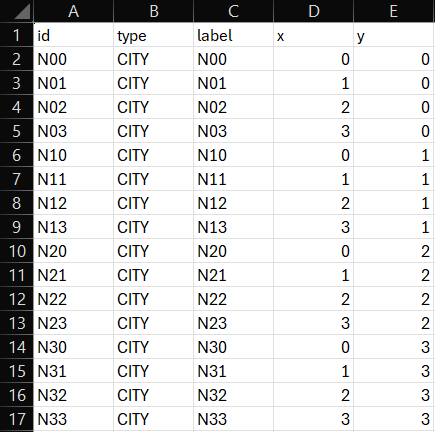 A B C D E
1 id type label x y
2 N00 CITY N00 0 0
3 N01 CITY N01 1 0
4 N02 CITY N02 2 0
5 N03 CITY N03 3 0
6 N10 CITY N10 0 1
7 N11 CITY N11 1 1
8 N12 CITY N12 2 1
9 N13 CITY N13 3 1
10 N20 CITY N20 0 2
11 N21 CITY N21 1 2
12 N22 CITY N22 2 2
13 N23 CITY N23 3 2
14 N30 CITY N30 0 3
15 N31 CITY N31 1 3
16 N32 CITY N32 2 3
17 N33 CITY N33 3 3